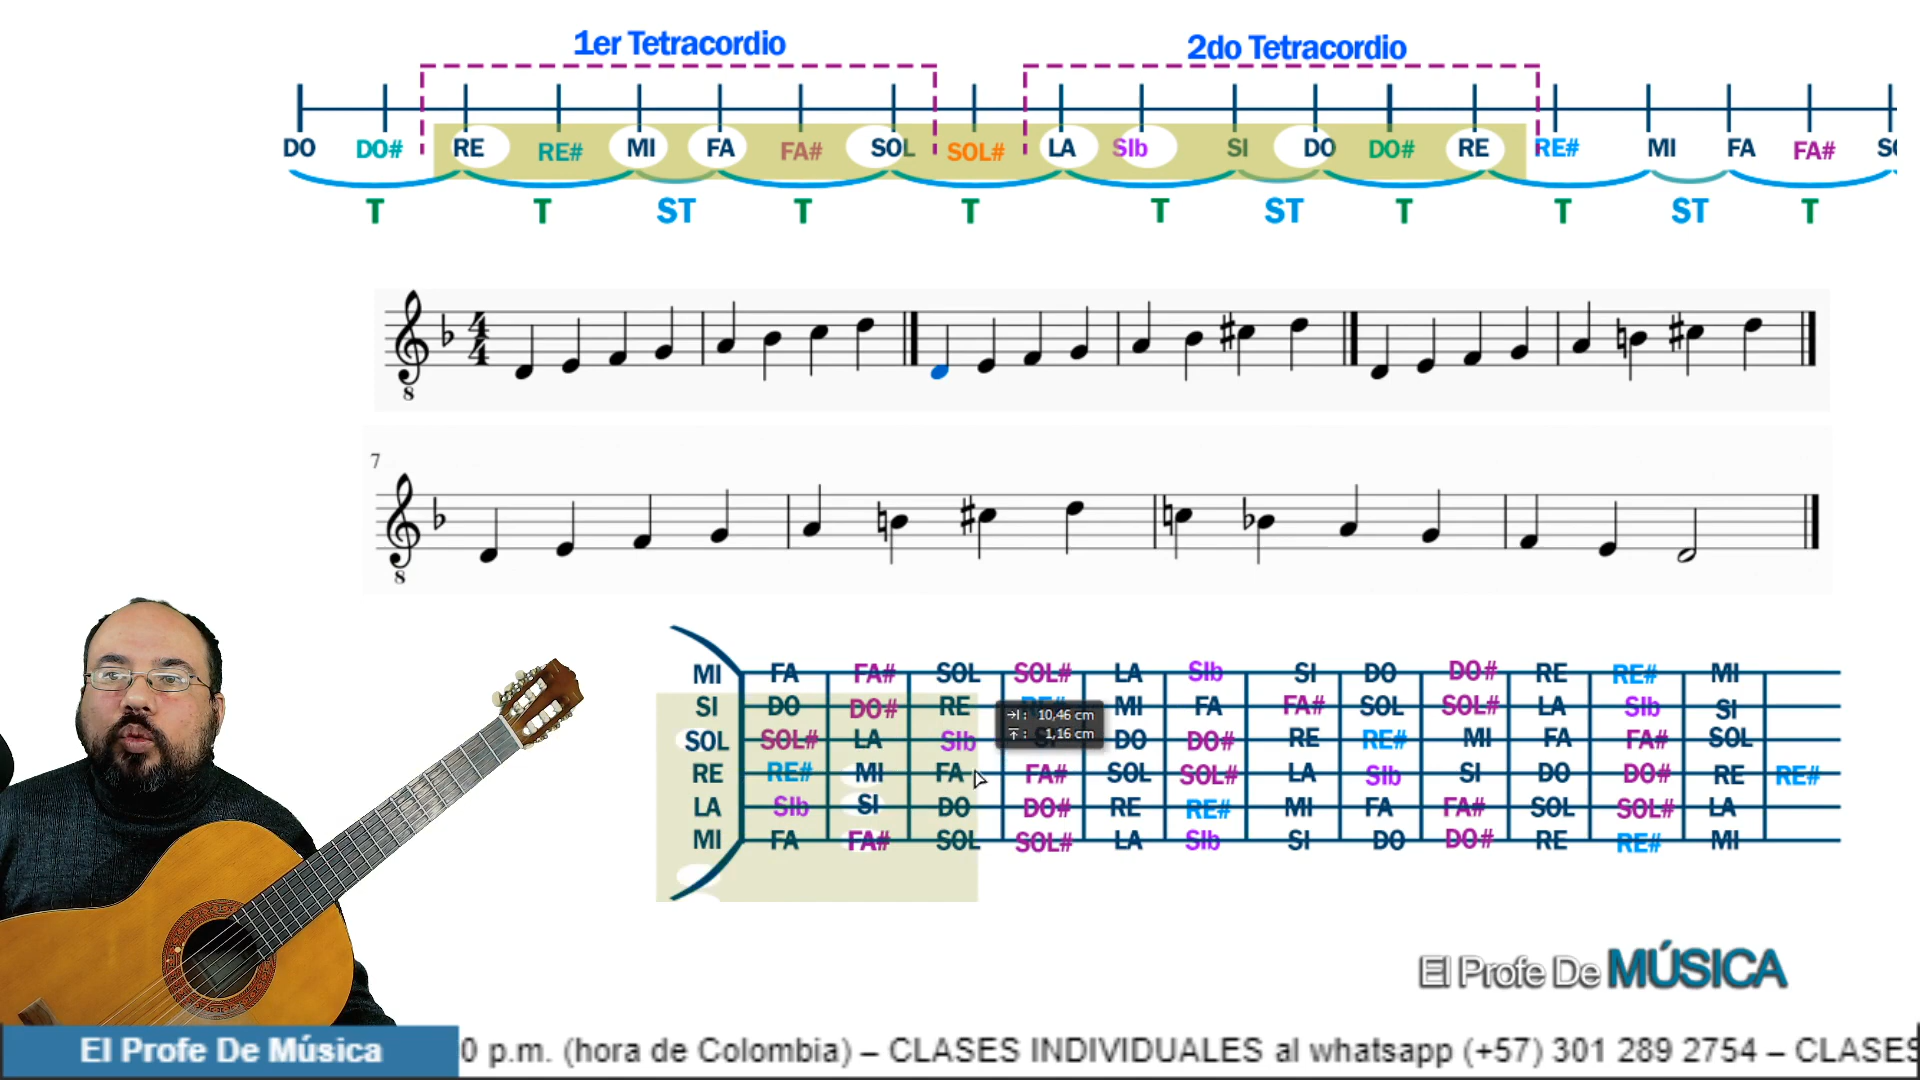 1er Tetracordio 2do Tetracordio
DO DO# RE RE# MI FA FA# SOL SOL# LA SIb SI DO DO# RE RE# MI FA FA#
T T ST T T T ST T T ST T
4
4
8
7
8
MI FA FA# SOL SOL# LA SIb SI DO DO# RE RE# MI
SI DO DO# RE MI FA FA# SOL SOL# LA SIb SI
SOL SOL# LA SIb DO DO# RE RE# MI FA FA# SOL
RE RE# MI FA FA# SOL SOL# LA SIb SI DO DO# RE RE#
LA SIb SI DO DO# RE RE# MI FA FA# SOL SOL# LA
MI FA FA# SOL SOL# LA SIb SI DO DO# RE RE# MI
10,46 cm
1,16 cm
El Profe De MÚSICA
El Profe De Música 0 p.m. (hora de Colombia) – CLASES INDIVIDUALES al whatsapp (+57) 301 289 2754 – CLASES